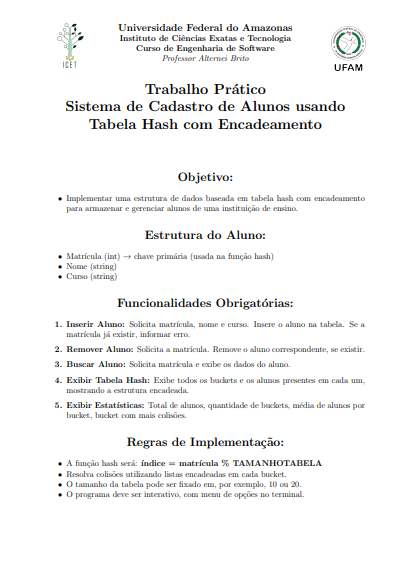 Universidade Federal do Amazonas
Instituto de Ciências Exatas e Tecnologia
Curso de Engenharia de Software
Professor Alternei Brito
ICET
UFAM
Trabalho Prático
Sistema de Cadastro de Alunos usando
Tabela Hash com Encadeamento
Objetivo:
• Implementar uma estrutura de dados baseada em tabela hash com encadeamento
para armazenar e gerenciar alunos de uma instituição de ensino.
Estrutura do Aluno:
• Matrícula (int) → chave primária (usada na função hash)
• Nome (string)
• Curso (string)
Funcionalidades Obrigatórias:
1. Inserir Aluno: Solicita matrícula, nome e curso. Insere o aluno na tabela. Se a
matrícula já existir, informar erro.
2. Remover Aluno: Solicita a matrícula. Remove o aluno correspondente, se existir.
3. Buscar Aluno: Solicita matrícula e exibe os dados do aluno.
4. Exibir Tabela Hash: Exibe todos os buckets e os alunos presentes em cada um,
mostrando a estrutura encadeada.
5. Exibir Estatísticas: Total de alunos, quantidade de buckets, média de alunos por
bucket, bucket com mais colisões.
Regras de Implementação:
• A função hash será: índice = matrícula % TAMANHOTABELA
• Resolva colisões utilizando listas encadeadas em cada bucket.
• O tamanho da tabela pode ser fixado em, por exemplo, 10 ou 20.
• O programa deve ser interativo, com menu de opções no terminal.